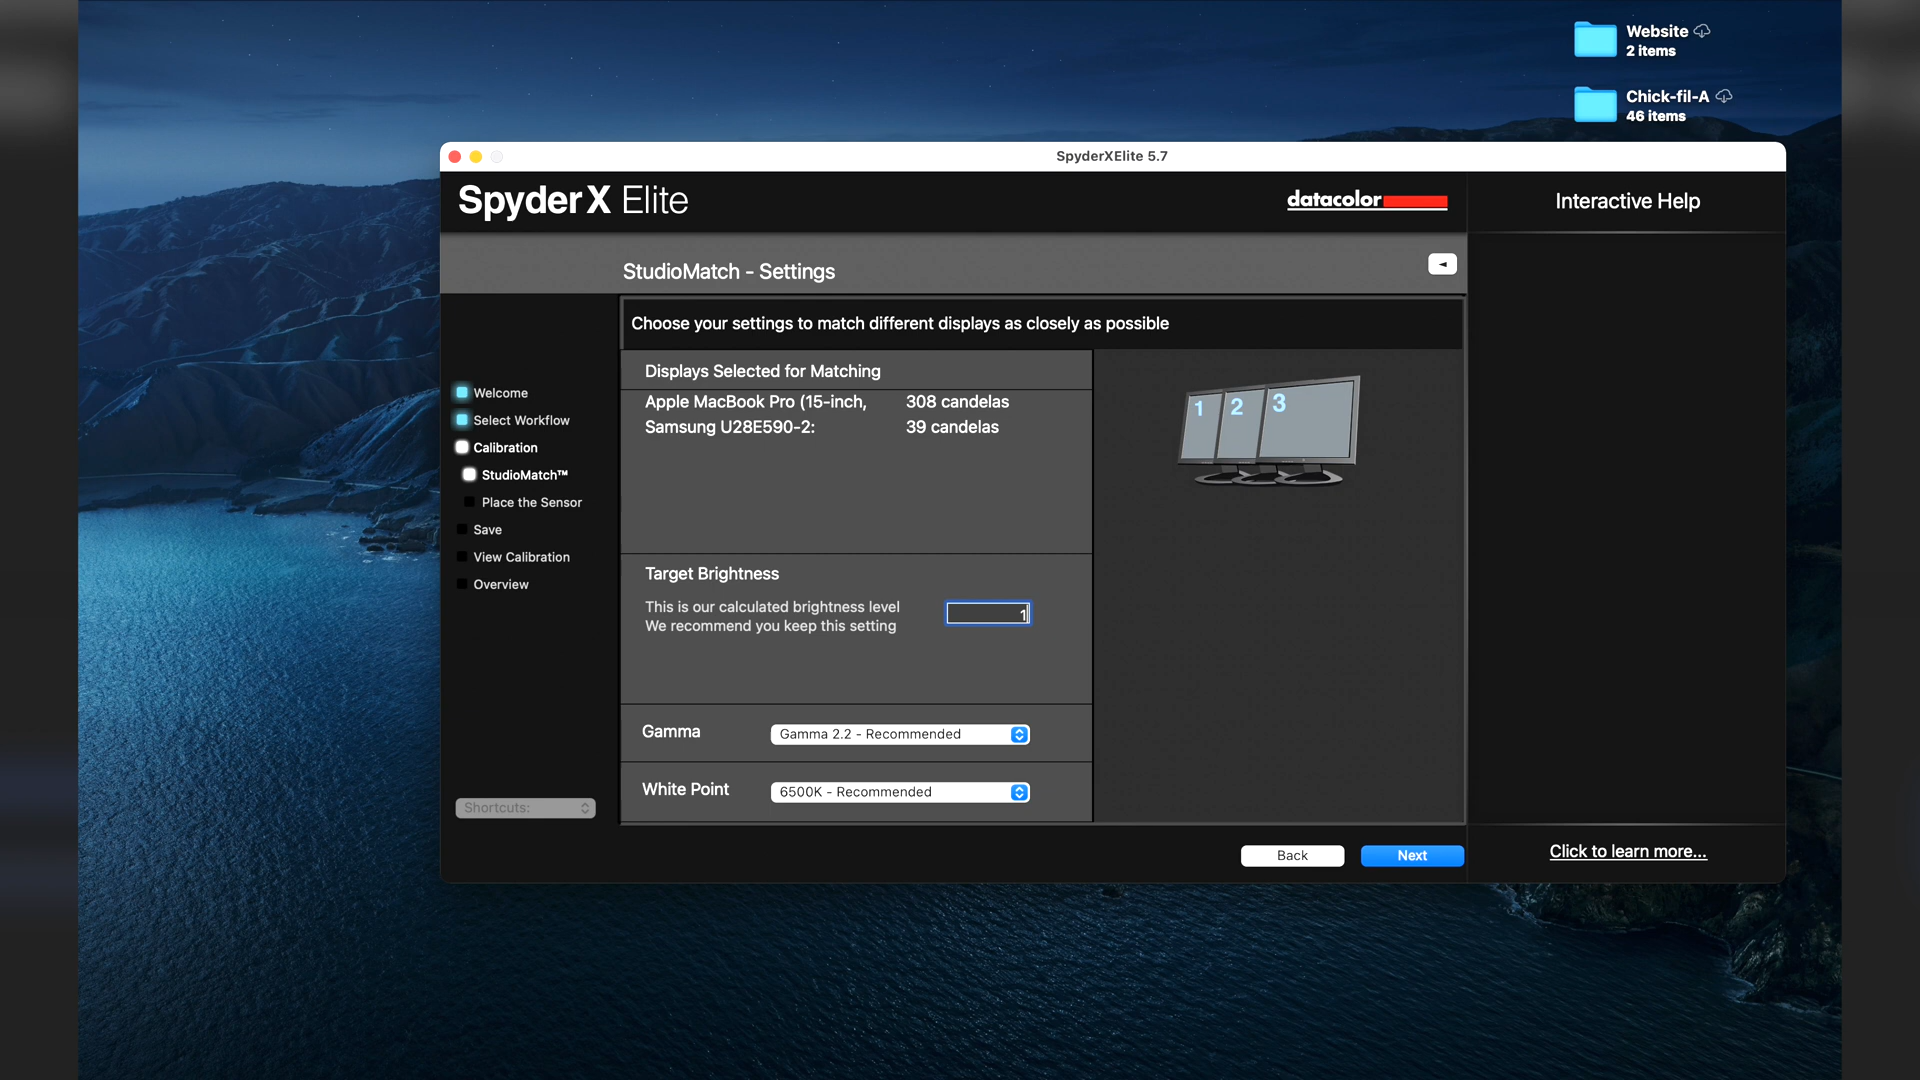 Website
2 items
Chick-fil-A
46 items
SpyderXElite 5.7
Spyder X Elite
datacolor
Interactive Help
StudioMatch - Settings
Choose your settings to match different displays as closely as possible
Displays Selected for Matching
Apple MacBook Pro (15-inch, 308 candelas
Samsung U28E590-2: 39 candelas
1 2 3
Welcome
Select Workflow
Calibration
StudioMatch™
Place the Sensor
Save
View Calibration
Overview
Target Brightness
This is our calculated brightness level
We recommend you keep this setting
1
Gamma
Gamma 2.2 - Recommended
White Point
6500K - Recommended
Shortcuts:
Back
Next
Click to learn more...